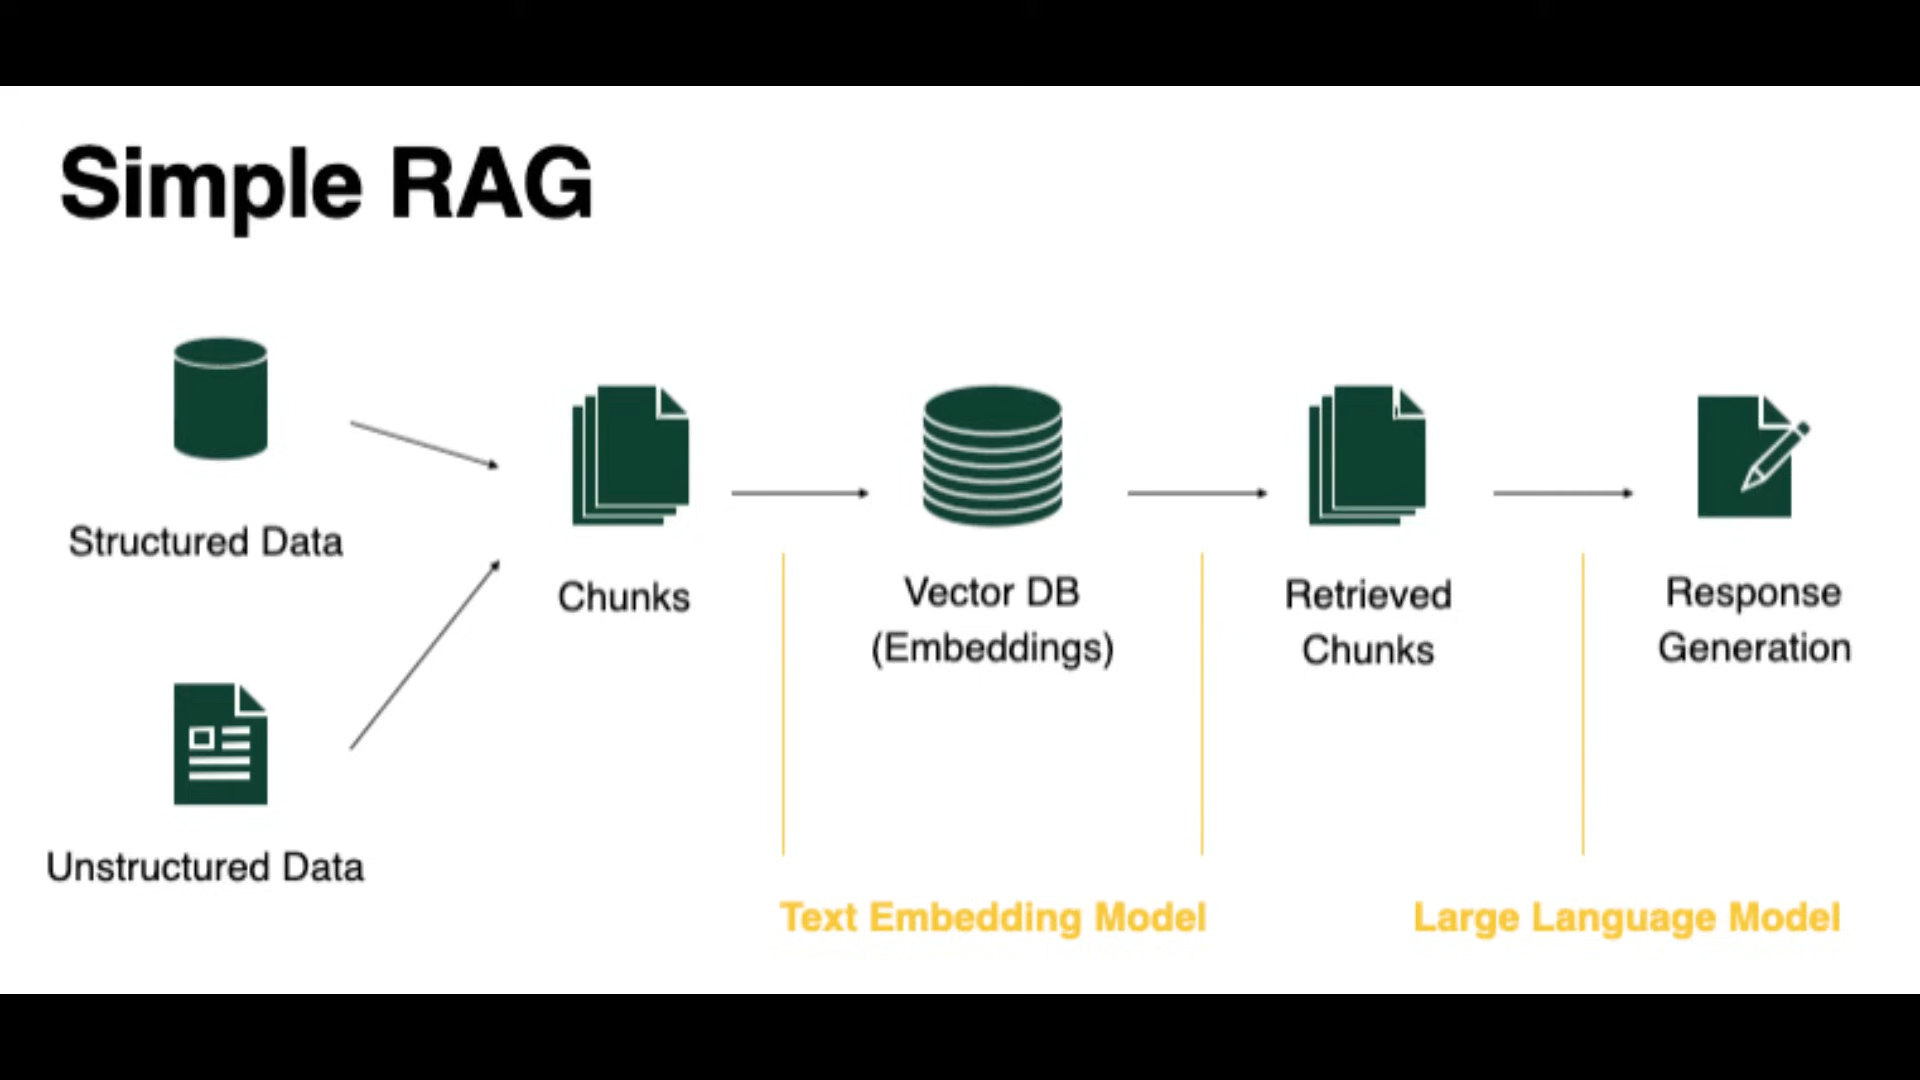 Simple RAG
Structured Data
Unstructured Data
Chunks
Vector DB
(Embeddings)
Retrieved
Chunks
Response
Generation
Text Embedding Model
Large Language Model